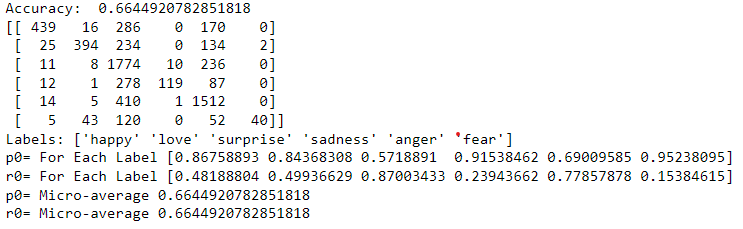 Accuracy:  0.6644920782851818
[[ 439   16  286    0  170    0]
 [  25  394  234    0  134    2]
 [  11    8 1774   10  236    0]
 [  12    1  278  119   87    0]
 [  14    5  410    1 1512    0]
 [   5   43  120    0   52   40]]
Labels: ['happy' 'love' 'surprise' 'sadness' 'anger' 'fear']
p0= For Each Label [0.86758893 0.84368308 0.5718891  0.91538462 0.69009585 0.95238095]
r0= For Each Label [0.48188804 0.49936629 0.87003433 0.23943662 0.77857878 0.15384615]
p0= Micro-average 0.6644920782851818
r0= Micro-average 0.6644920782851818